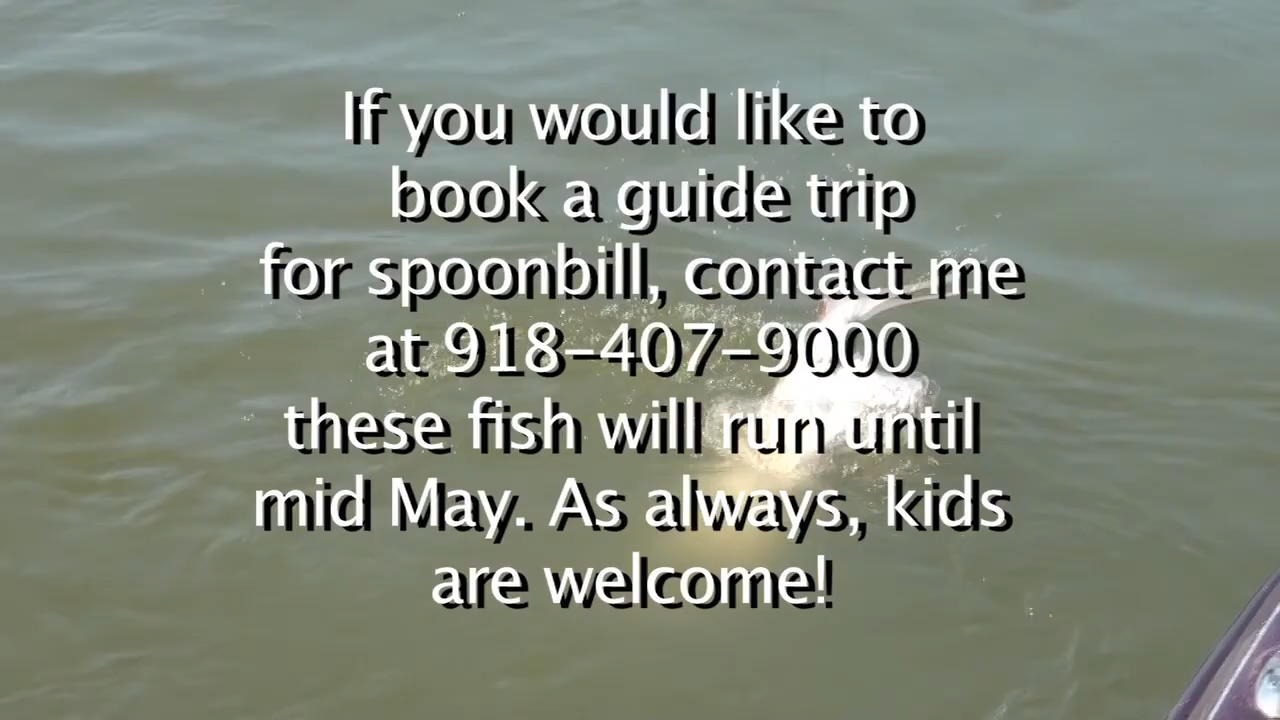 If you would like to
book a guide trip
for spoonbill, contact me
at 918-407-9000
these fish will run until
mid May. As always, kids
are welcome!